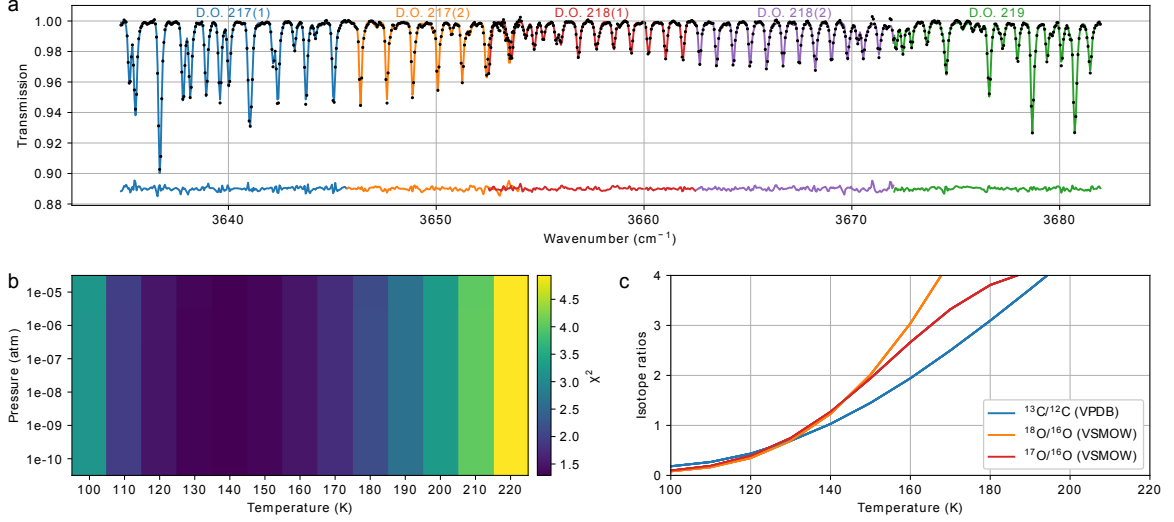 a
D.O. 217(1) D.O. 217(2) D.O. 218(1) D.O. 218(2) D.O. 219
Transmission
1.00
0.98
0.96
0.94
0.92
0.90
0.88
3640 3650 3660 3670 3680
Wavenumber (cm⁻¹)
b
Pressure (atm)
1e-05
1e-06
1e-07
1e-08
1e-09
1e-10
100 110 120 130 140 150 160 170 180 190 200 210 220
Temperature (K)
4.5
4.0
3.5
3.0
2.5
2.0
1.5
χ²
c
Isotope ratios
4
3
2
1
0
¹³C/¹²C (VPDB)
¹⁸O/¹⁶O (VSMOW)
¹⁷O/¹⁶O (VSMOW)
100 120 140 160 180 200 220
Temperature (K)